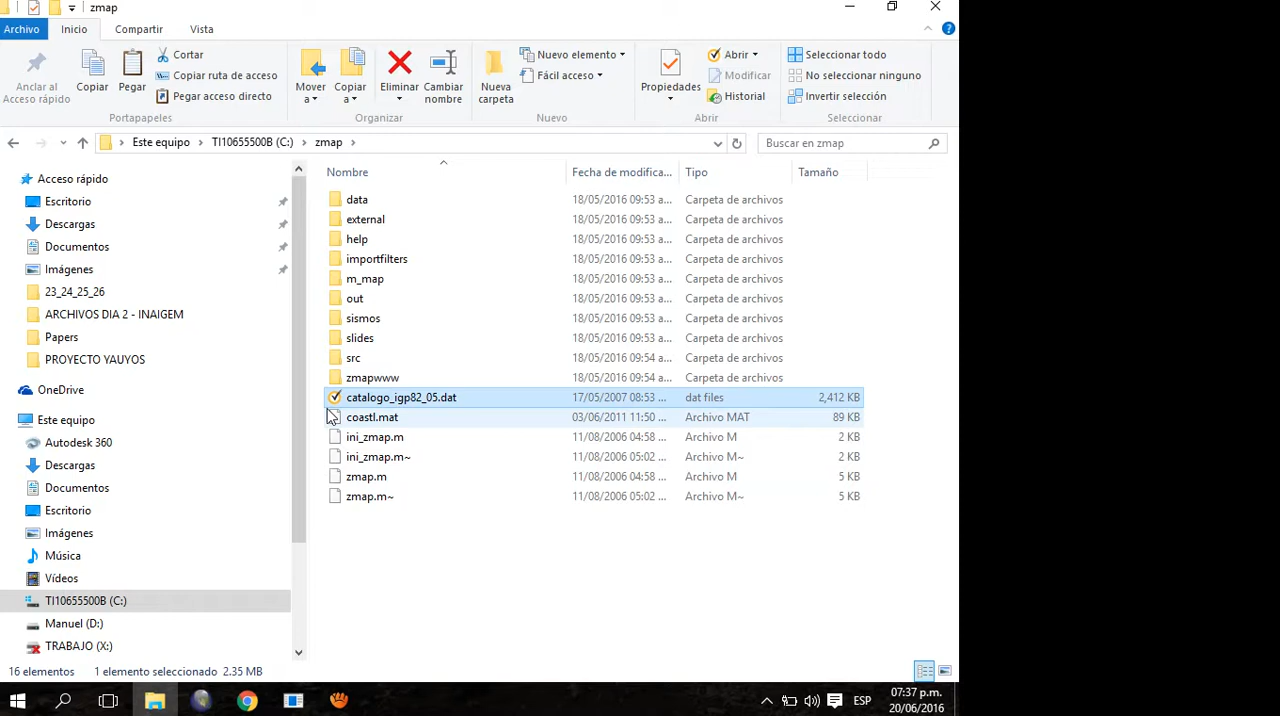 zmap
Archivo Inicio Compartir Vista
Anclar al Acceso rápido
Copiar
Pegar
Cortar
Copiar ruta de acceso
Pegar acceso directo
Portapapeles
Mover a
Copiar a
Eliminar
Cambiar nombre
Organizar
Nueva carpeta
Nuevo elemento
Fácil acceso
Nuevo
Propiedades
Abrir
Modificar
Historial
Abrir
Seleccionar todo
No seleccionar ninguno
Invertir selección
Seleccionar
Este equipo > TI10655500B (C:) > zmap >
Buscar en zmap
Acceso rápido
Escritorio
Descargas
Documentos
Imágenes
23_24_25_26
ARCHIVOS DIA 2 - INAIGEM
Papers
PROYECTO YAUYOS
OneDrive
Este equipo
Autodesk 360
Descargas
Documentos
Escritorio
Imágenes
Música
Vídeos
TI10655500B (C:)
Manuel (D:)
TRABAJO (X:)
Nombre Fecha de modifica... Tipo Tamaño
data 18/05/2016 09:53 a... Carpeta de archivos
external 18/05/2016 09:53 a... Carpeta de archivos
help 18/05/2016 09:53 a... Carpeta de archivos
importfilters 18/05/2016 09:53 a... Carpeta de archivos
m_map 18/05/2016 09:53 a... Carpeta de archivos
out 18/05/2016 09:53 a... Carpeta de archivos
sismos 18/05/2016 09:53 a... Carpeta de archivos
slides 18/05/2016 09:53 a... Carpeta de archivos
src 18/05/2016 09:54 a... Carpeta de archivos
zmapwww 18/05/2016 09:54 a... Carpeta de archivos
catalogo_igp82_05.dat 17/05/2007 08:53 ... dat files 2,412 KB
coastl.mat 03/06/2011 11:50 ... Archivo MAT 89 KB
ini_zmap.m 11/08/2006 04:58 ... Archivo M 2 KB
ini_zmap.m~ 11/08/2006 05:02 ... Archivo M~ 2 KB
zmap.m 11/08/2006 04:58 ... Archivo M 5 KB
zmap.m~ 11/08/2006 05:02 ... Archivo M~ 5 KB
16 elementos 1 elemento seleccionado 2.35 MB
ESP
07:37 p.m.
20/06/2016